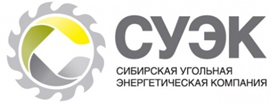 СУЭК
СИБИРСКАЯ УГОЛЬНАЯ
ЭНЕРГЕТИЧЕСКАЯ КОМПАНИЯ